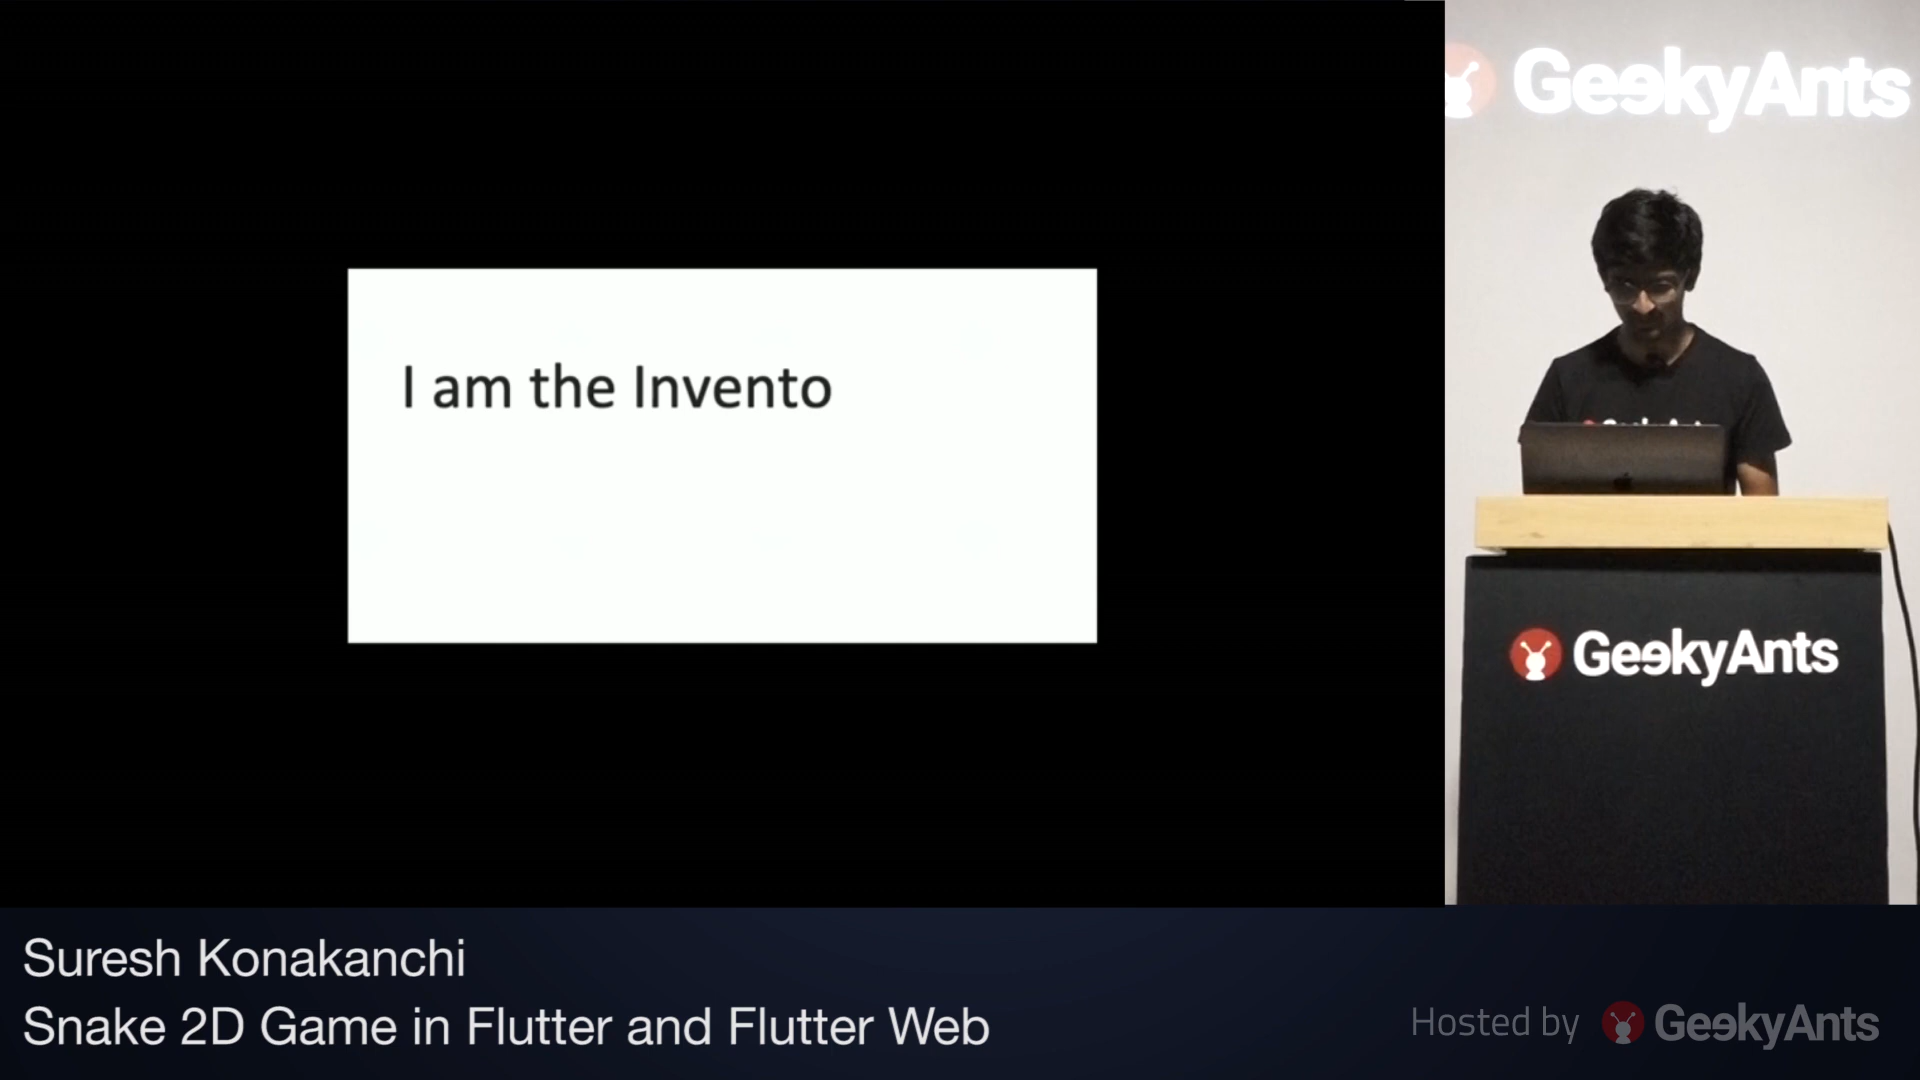 GeekyAnts
I am the Invento
GeekyAnts
Suresh Konakanchi
Snake 2D Game in Flutter and Flutter Web
Hosted by GeekyAnts